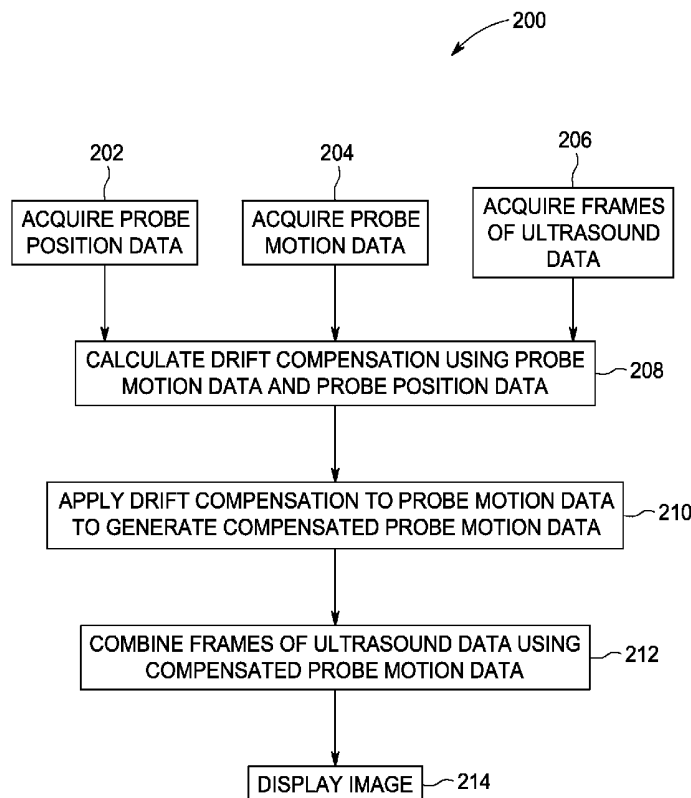 200
202
204
206
ACQUIRE PROBE
POSITION DATA
ACQUIRE PROBE
MOTION DATA
ACQUIRE FRAMES
OF ULTRASOUND
DATA
CALCULATE DRIFT COMPENSATION USING PROBE
MOTION DATA AND PROBE POSITION DATA
208
APPLY DRIFT COMPENSATION TO PROBE MOTION DATA
TO GENERATE COMPENSATED PROBE MOTION DATA
210
COMBINE FRAMES OF ULTRASOUND DATA USING
COMPENSATED PROBE MOTION DATA
212
DISPLAY IMAGE
214